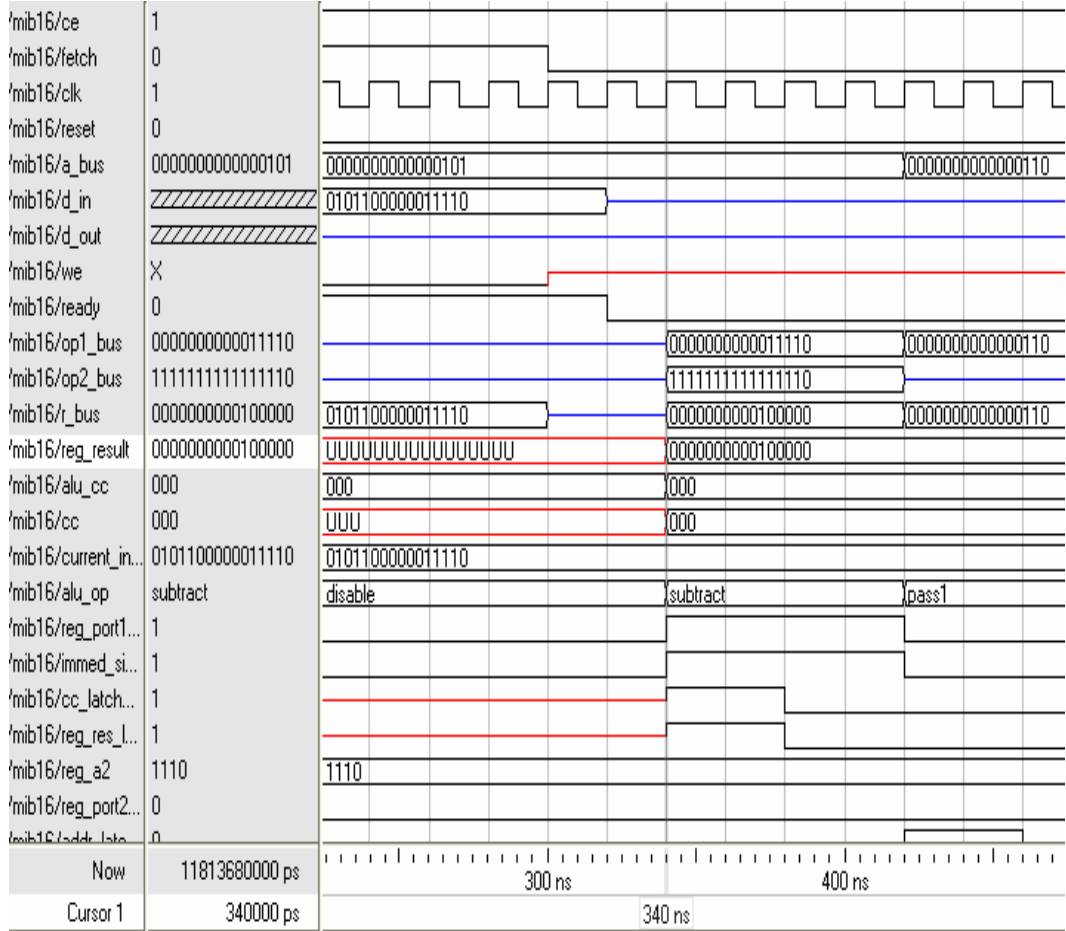 /mib16/ce 1
/mib16/fetch 0
/mib16/clk 1
/mib16/reset 0
/mib16/a_bus 0000000000000101 0000000000000101 0000000000000110
/mib16/d_in 0101100000011110
/mib16/d_out
/mib16/we X
/mib16/ready 0
/mib16/op1_bus 0000000000011110 0000000000011110 0000000000000110
/mib16/op2_bus 1111111111111110 1111111111111110
/mib16/r_bus 0000000000100000 0101100000011110 0000000000100000 0000000000000110
/mib16/reg_result 0000000000100000 UUUUUUUUUUUUUUUU 0000000000100000
/mib16/alu_cc 000 000 000
/mib16/cc 000 UUU 000
/mib16/current_in... 0101100000011110 0101100000011110
/mib16/alu_op subtract disable subtract pass1
/mib16/reg_port1... 1
/mib16/immed_si... 1
/mib16/cc_latch... 1
/mib16/reg_res_l... 1
/mib16/reg_a2 1110 1110
/mib16/reg_port2... 0
/mib16/addr_late 0
Now 11813680000 ps 300 ns 400 ns
Cursor 1 340000 ps 340 ns